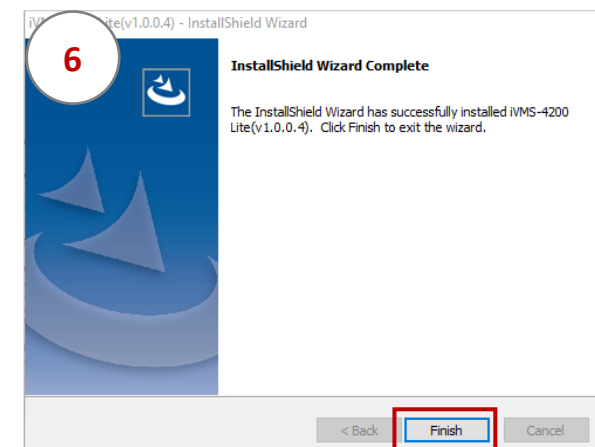 6
Lite(v1.0.0.4) - InstallShield Wizard
InstallShield Wizard Complete
The InstallShield Wizard has successfully installed iVMS-4200
Lite(v1.0.0.4). Click Finish to exit the wizard.
< Back Finish Cancel